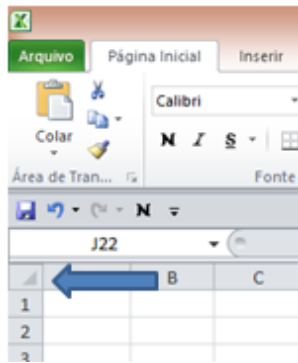 Arquivo Página Inicial Inserir
Calibri
Colar
N I S
Área de Tran... Fonte
N
J22
B C
1
2
3